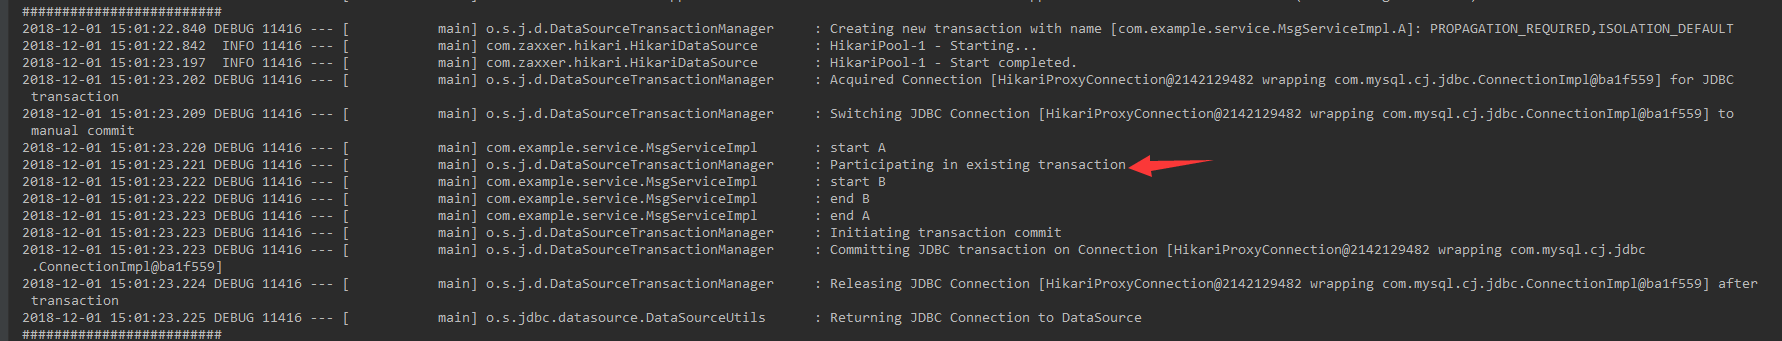 #########################
2018-12-01 15:01:22.840 DEBUG 11416 --- [           main] o.s.j.d.DataSourceTransactionManager     : Creating new transaction with name [com.example.service.MsgServiceImpl.A]: PROPAGATION_REQUIRED,ISOLATION_DEFAULT
2018-12-01 15:01:22.842  INFO 11416 --- [           main] com.zaxxer.hikari.HikariDataSource       : HikariPool-1 - Starting...
2018-12-01 15:01:23.197  INFO 11416 --- [           main] com.zaxxer.hikari.HikariDataSource       : HikariPool-1 - Start completed.
2018-12-01 15:01:23.202 DEBUG 11416 --- [           main] o.s.j.d.DataSourceTransactionManager     : Acquired Connection [HikariProxyConnection@2142129482 wrapping com.mysql.cj.jdbc.ConnectionImpl@ba1f559] for JDBC
transaction
2018-12-01 15:01:23.209 DEBUG 11416 --- [           main] o.s.j.d.DataSourceTransactionManager     : Switching JDBC Connection [HikariProxyConnection@2142129482 wrapping com.mysql.cj.jdbc.ConnectionImpl@ba1f559] to
manual commit
2018-12-01 15:01:23.220 DEBUG 11416 --- [           main] com.example.service.MsgServiceImpl       : start A
2018-12-01 15:01:23.221 DEBUG 11416 --- [           main] o.s.j.d.DataSourceTransactionManager     : Participating in existing transaction
2018-12-01 15:01:23.222 DEBUG 11416 --- [           main] com.example.service.MsgServiceImpl       : start B
2018-12-01 15:01:23.222 DEBUG 11416 --- [           main] com.example.service.MsgServiceImpl       : end B
2018-12-01 15:01:23.223 DEBUG 11416 --- [           main] com.example.service.MsgServiceImpl       : end A
2018-12-01 15:01:23.223 DEBUG 11416 --- [           main] o.s.j.d.DataSourceTransactionManager     : Initiating transaction commit
2018-12-01 15:01:23.223 DEBUG 11416 --- [           main] o.s.j.d.DataSourceTransactionManager     : Committing JDBC transaction on Connection [HikariProxyConnection@2142129482 wrapping com.mysql.cj.jdbc
.ConnectionImpl@ba1f559]
2018-12-01 15:01:23.224 DEBUG 11416 --- [           main] o.s.j.d.DataSourceTransactionManager     : Releasing JDBC Connection [HikariProxyConnection@2142129482 wrapping com.mysql.cj.jdbc.ConnectionImpl@ba1f559] after
transaction
2018-12-01 15:01:23.225 DEBUG 11416 --- [           main] o.s.jdbc.datasource.DataSourceUtils      : Returning JDBC Connection to DataSource
#########################